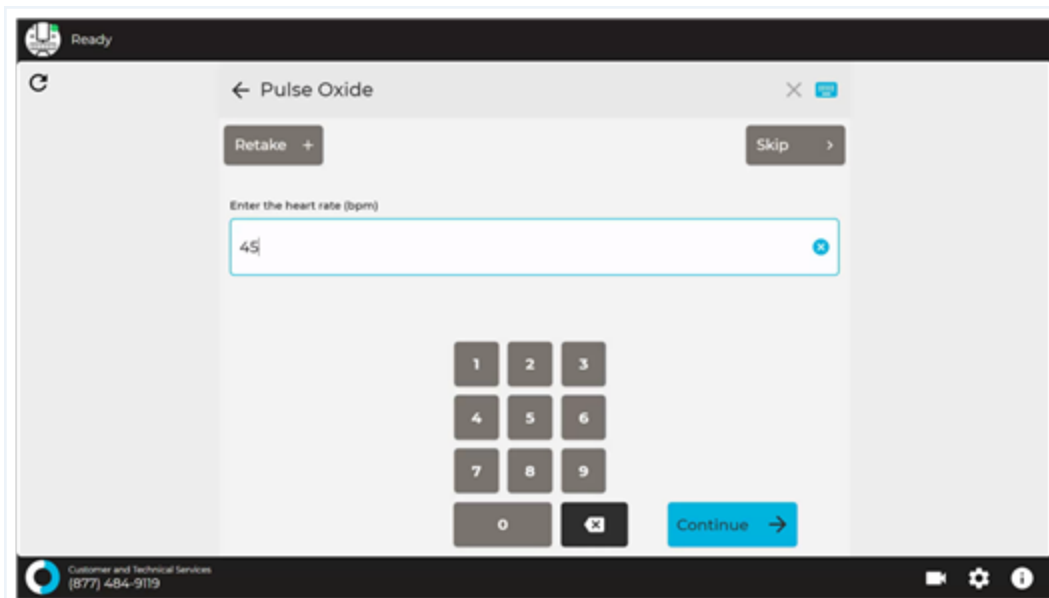 Ready
Pulse Oxide
Retake +
Skip >
Enter the heart rate (bpm)
45
1 2 3
4 5 6
7 8 9
0
Continue
Customer and Technical Services
(877) 484-9119